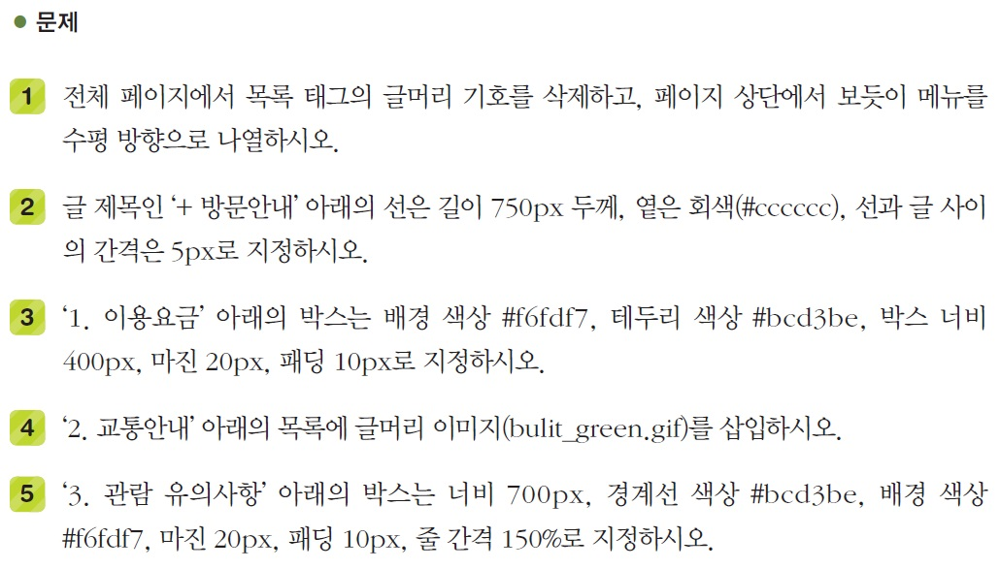 ● 문제
1 전체 페이지에서 목록 태그의 글머리 기호를 삭제하고, 페이지 상단에서 보듯이 메뉴를
수평 방향으로 나열하시오.
2 글 제목인 ‘+ 방문안내’ 아래의 선은 길이 750px 두께, 옅은 회색(#cccccc), 선과 글 사이
의 간격은 5px로 지정하시오.
3 ‘1. 이용요금’ 아래의 박스는 배경 색상 #f6fdf7, 테두리 색상 #bcd3be, 박스 너비
400px, 마진 20px, 패딩 10px로 지정하시오.
4 ‘2. 교통안내’ 아래의 목록에 글머리 이미지(bulit_green.gif)를 삽입하시오.
5 ‘3. 관람 유의사항’ 아래의 박스는 너비 700px, 경계선 색상 #bcd3be, 배경 색상
#f6fdf7, 마진 20px, 패딩 10px, 줄 간격 150%로 지정하시오.